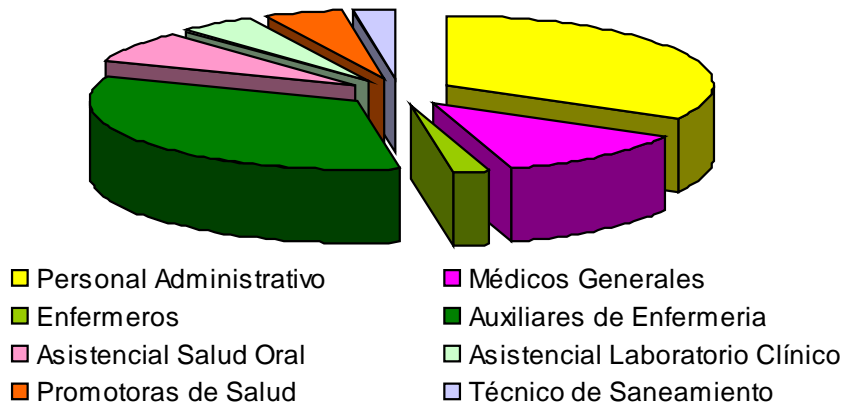 Personal Administrativo
Médicos Generales
Enfermeros
Auxiliares de Enfermeria
Asistencial Salud Oral
Asistencial Laboratorio Clínico
Promotoras de Salud
Técnico de Saneamiento